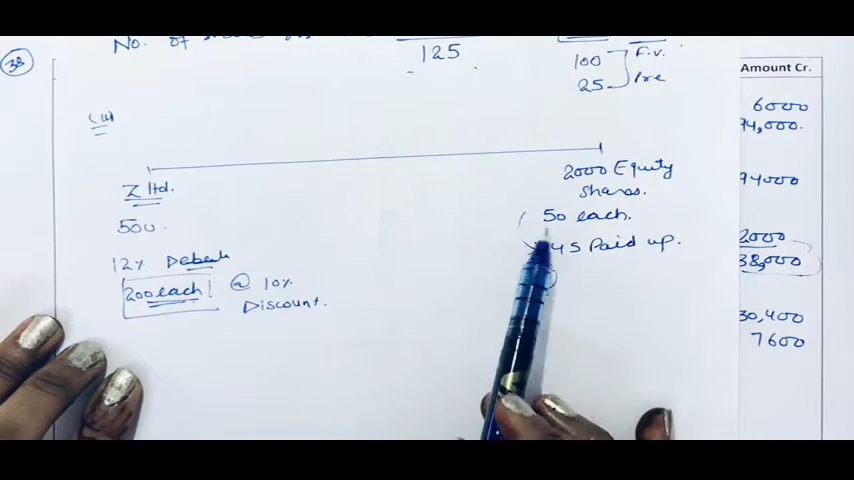 38
No. of
125
100 F.V.
25 Pre
Amount Cr.
6000
94,000.
94000
2000
38,000
30,400
7600
(ii)
Z ltd.
500
12% Debent
200 each @ 10%
Discount.
2000 Equity
Shares.
50 each.
45 Paid up.